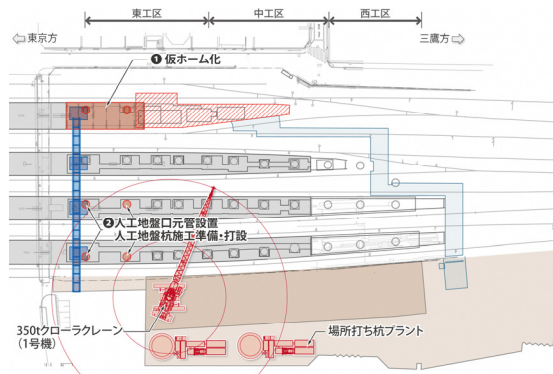 東工区
中工区
西工区
東京方
三鷹方
❶仮ホーム化
❷人工地盤口元管設置
人工地盤杭施工準備・打設
350tクローラクレーン
(1号機)
場所打ち杭プラント